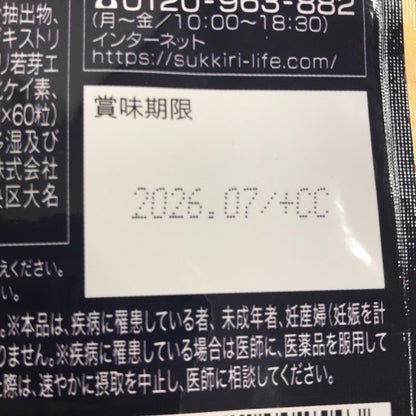 抽出物、
0120-963-882
(月〜金/10:00〜18:30)
キストリ
インターネット
リ若芽エ
https://sukkiri-life.com/
ケイ素、
×60粒)
賞味期限
多湿及び
株式会社
区大名
2026.07/+CC
えください。
い。
※本品は、疾病に罹患している者、未成年者、妊産婦(妊娠を計
りません。※疾病に罹患している場合は医師に、医薬品を服用して
際は、速やかに摂取を中止し、医師に相談してください。